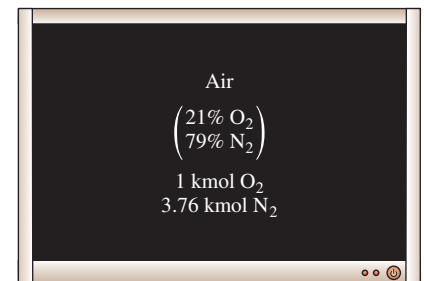 Air
21% O₂
79% N₂
1 kmol O₂
3.76 kmol N₂